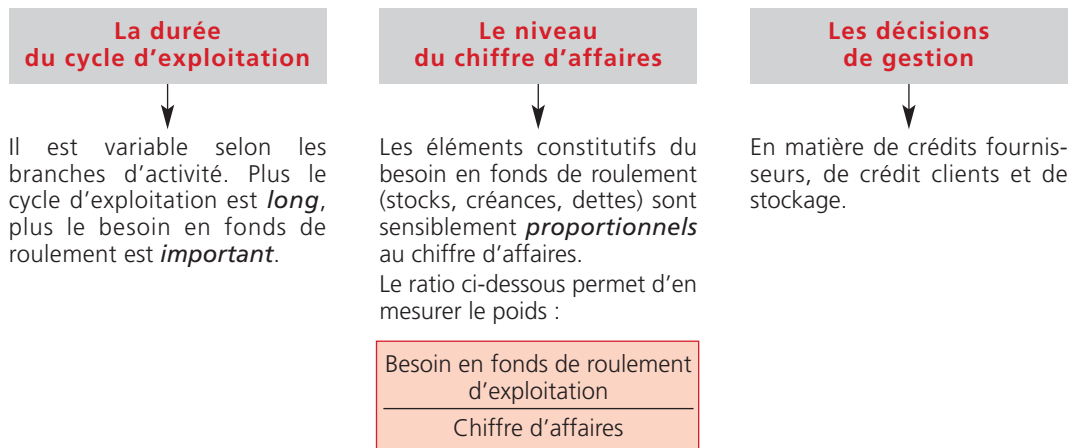 La durée
du cycle d'exploitation
Il est variable selon les
branches d'activité. Plus le
cycle d'exploitation est long,
plus le besoin en fonds de
roulement est important.
Le niveau
du chiffre d'affaires
Les éléments constitutifs du
besoin en fonds de roulement
(stocks, créances, dettes) sont
sensiblement proportionnels
au chiffre d'affaires.
Le ratio ci-dessous permet d'en
mesurer le poids :
Besoin en fonds de roulement
d'exploitation
Chiffre d'affaires
Les décisions
de gestion
En matière de crédits fournis-
seurs, de crédit clients et de
stockage.